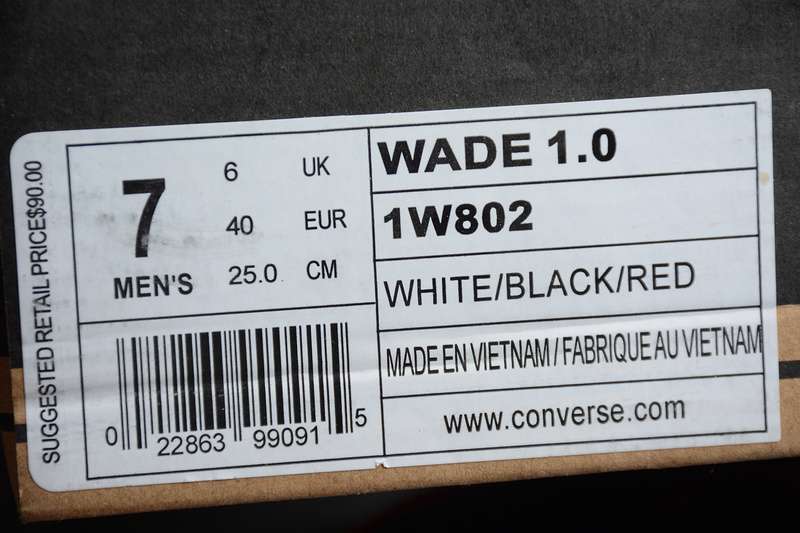 SUGGESTED RETAIL PRICE$90.00
7
MEN'S
6 UK
40 EUR
25.0 CM
0 22863 99091 5
WADE 1.0
1W802
WHITE/BLACK/RED
MADE EN VIETNAM / FABRIQUE AU VIETNAM
www.converse.com